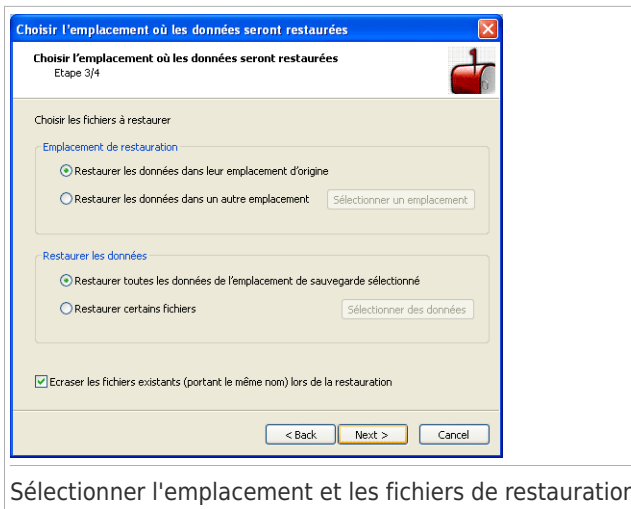 Choisir l'emplacement où les données seront restaurées
Choisir l'emplacement où les données seront restaurées
Etape 3/4
Choisir les fichiers à restaurer
Emplacement de restauration
Restaurer les données dans leur emplacement d'origine
Restaurer les données dans un autre emplacement
Sélectionner un emplacement
Restaurer les données
Restaurer toutes les données de l'emplacement de sauvegarde sélectionné
Restaurer certains fichiers
Sélectionner des données
Ecraser les fichiers existants (portant le même nom) lors de la restauration
< Back
Next >
Cancel
Sélectionner l'emplacement et les fichiers de restauration